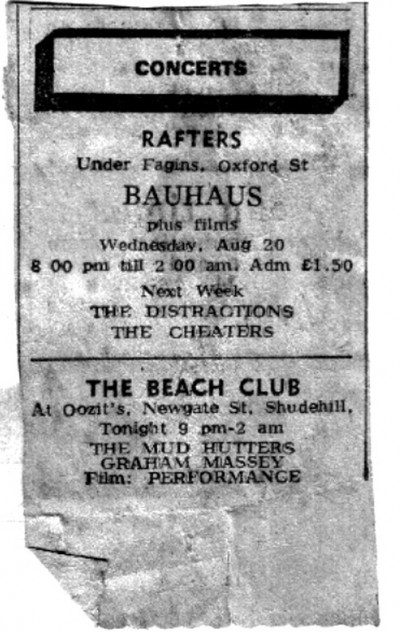 CONCERTS
RAFTERS
Under Fagins, Oxford St
BAUHAUS
plus films
Wednesday, Aug 20
8 00 pm till 2 00 am. Adm £1.50
Next Week
THE DISTRACTIONS
THE CHEATERS
THE BEACH CLUB
At Oozit's, Newgate St, Shudehill,
Tonight 9 pm-2 am
THE MUD HUTTERS
GRAHAM MASSEY
Film: PERFORMANCE